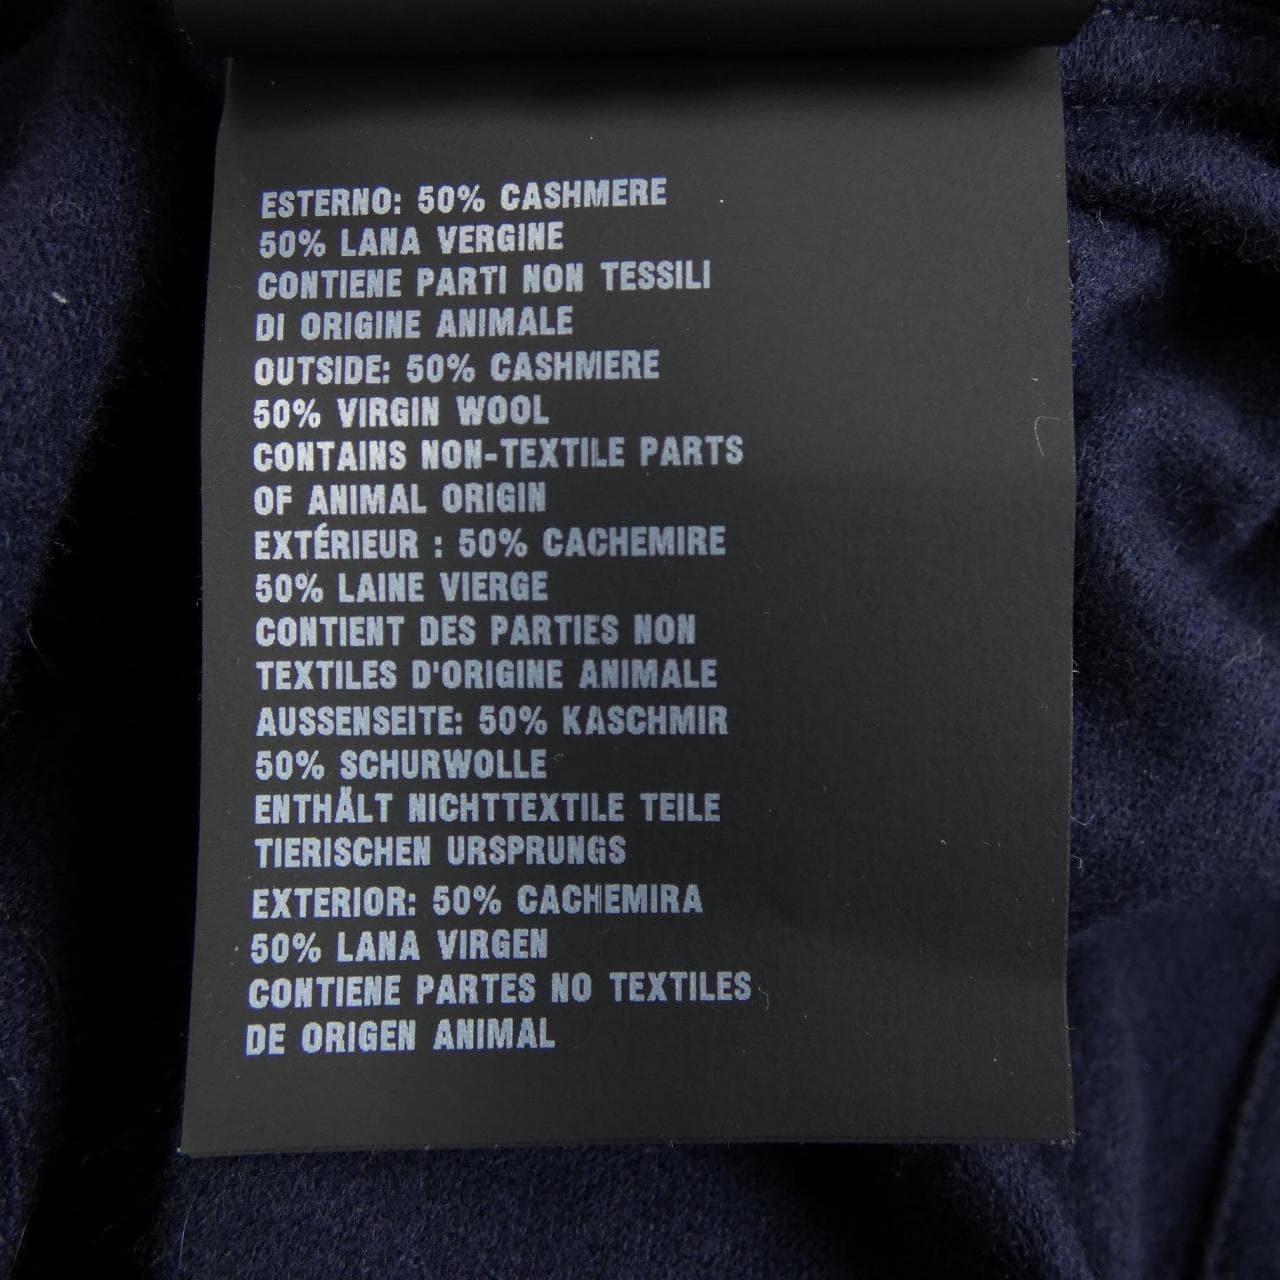 ESTERNO: 50% CASHMERE
50% LANA VERGINE
CONTIENE PARTI NON TESSILI
DI ORIGINE ANIMALE
OUTSIDE: 50% CASHMERE
50% VIRGIN WOOL
CONTAINS NON-TEXTILE PARTS
OF ANIMAL ORIGIN
EXTÉRIEUR : 50% CACHEMIRE
50% LAINE VIERGE
CONTIENT DES PARTIES NON
TEXTILES D'ORIGINE ANIMALE
AUSSENSEITE: 50% KASCHMIR
50% SCHURWOLLE
ENTHÄLT NICHTTEXTILE TEILE
TIERISCHEN URSPRUNGS
EXTERIOR: 50% CACHEMIRA
50% LANA VIRGEN
CONTIENE PARTES NO TEXTILES
DE ORIGEN ANIMAL